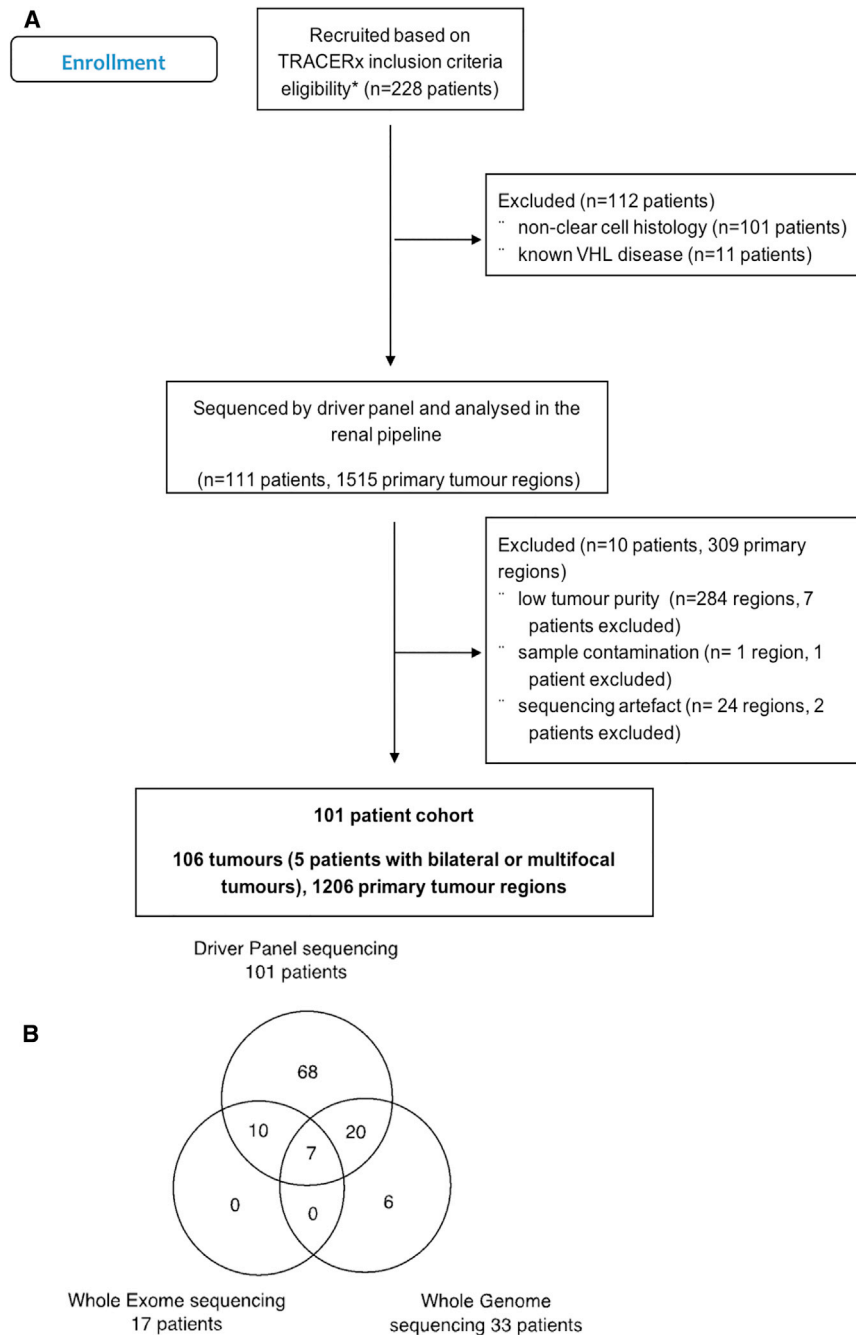 A
Enrollment
Recruited based on
TRACERx inclusion criteria
eligibility* (n=228 patients)
Excluded (n=112 patients)
¨ non-clear cell histology (n=101 patients)
¨ known VHL disease (n=11 patients)
Sequenced by driver panel and analysed in the
renal pipeline
(n=111 patients, 1515 primary tumour regions)
Excluded (n=10 patients, 309 primary
regions)
¨ low tumour purity (n=284 regions, 7
patients excluded)
¨ sample contamination (n= 1 region, 1
patient excluded)
¨ sequencing artefact (n= 24 regions, 2
patients excluded)
101 patient cohort
106 tumours (5 patients with bilateral or multifocal
tumours), 1206 primary tumour regions
Driver Panel sequencing
101 patients
B
68
10
20
7
0
0
6
Whole Exome sequencing
17 patients
Whole Genome
sequencing 33 patients